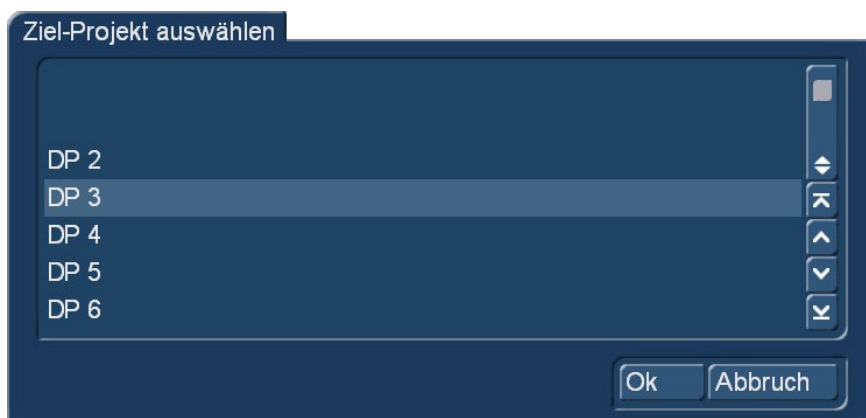 Ziel-Projekt auswählen
DP 2
DP 3
DP 4
DP 5
DP 6
Ok Abbruch